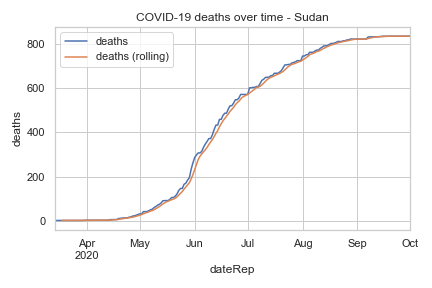 COVID-19 deaths over time - Sudan
deaths
deaths (rolling)
800
600
400
200
0
deaths
Apr May Jun Jul Aug Sep Oct
2020
dateRep